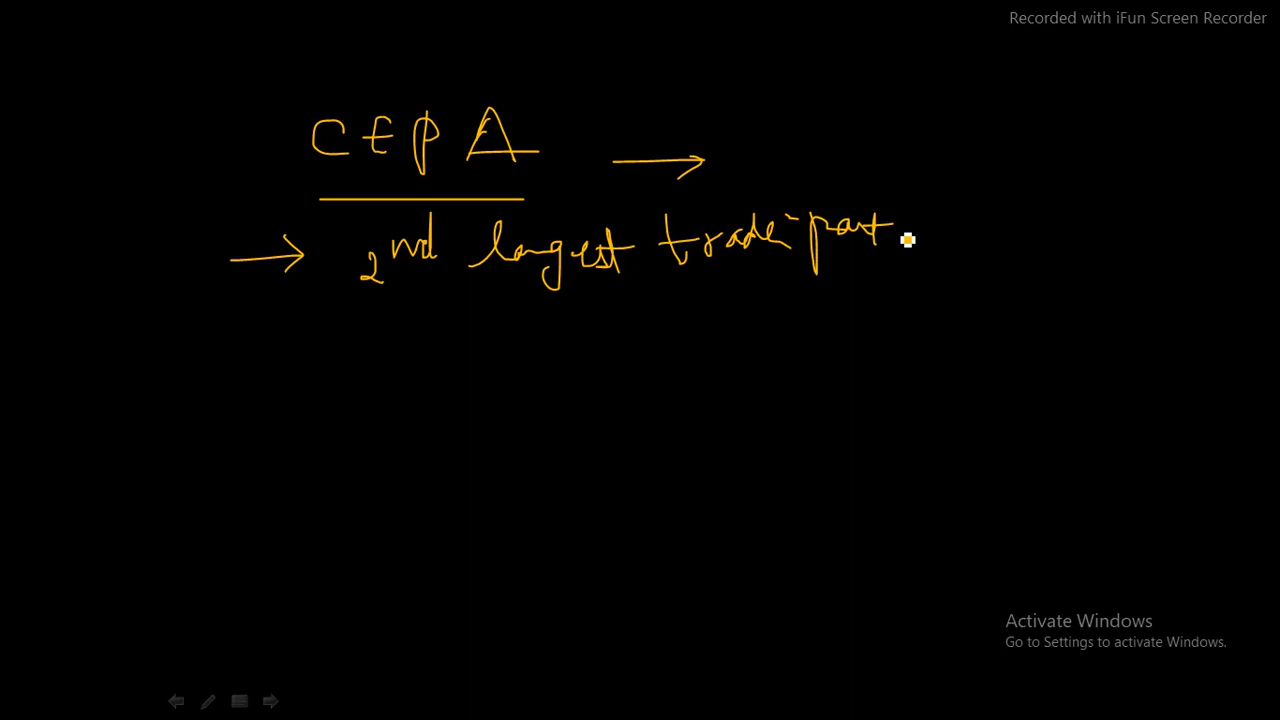 Recorded with iFun Screen Recorder
CEPA →
→ 2nd largest trade part
Activate Windows
Go to Settings to activate Windows.